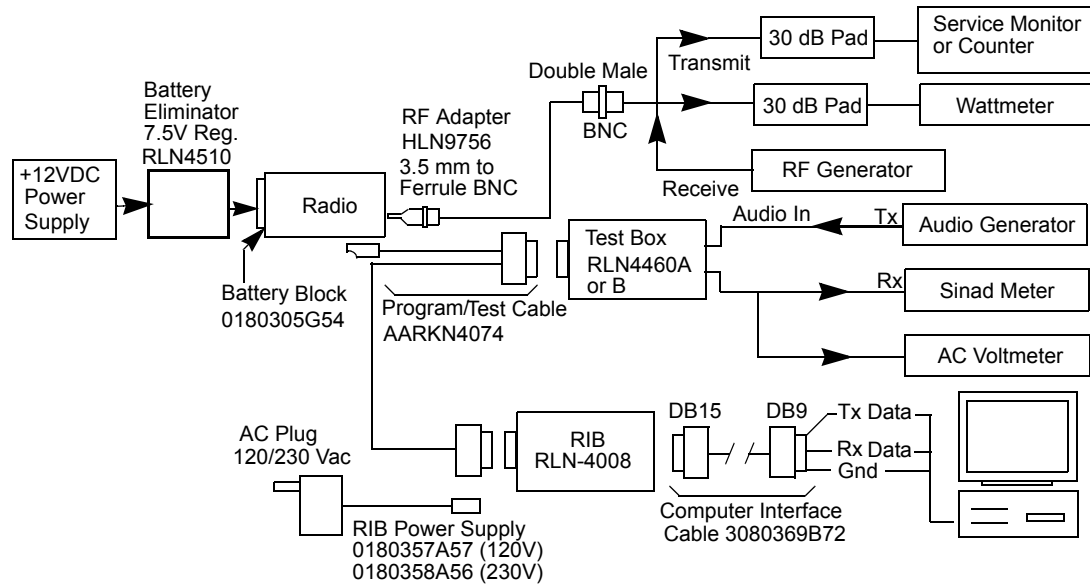 +12VDC
Power
Supply
Battery
Eliminator
7.5V Reg.
RLN4510
Radio
Battery Block
0180305G54
RF Adapter
HLN9756
3.5 mm to
Ferrule BNC
Double Male
BNC
Transmit
30 dB Pad
Service Monitor
or Counter
30 dB Pad
Wattmeter
Receive
RF Generator
Program/Test Cable
AARKN4074
Test Box
RLN4460A
or B
Audio In
Tx
Audio Generator
Rx
Sinad Meter
AC Voltmeter
AC Plug
120/230 Vac
RIB Power Supply
0180357A57 (120V)
0180358A56 (230V)
RIB
RLN-4008
DB15
DB9
Tx Data
Rx Data
Gnd
Computer Interface
Cable 3080369B72